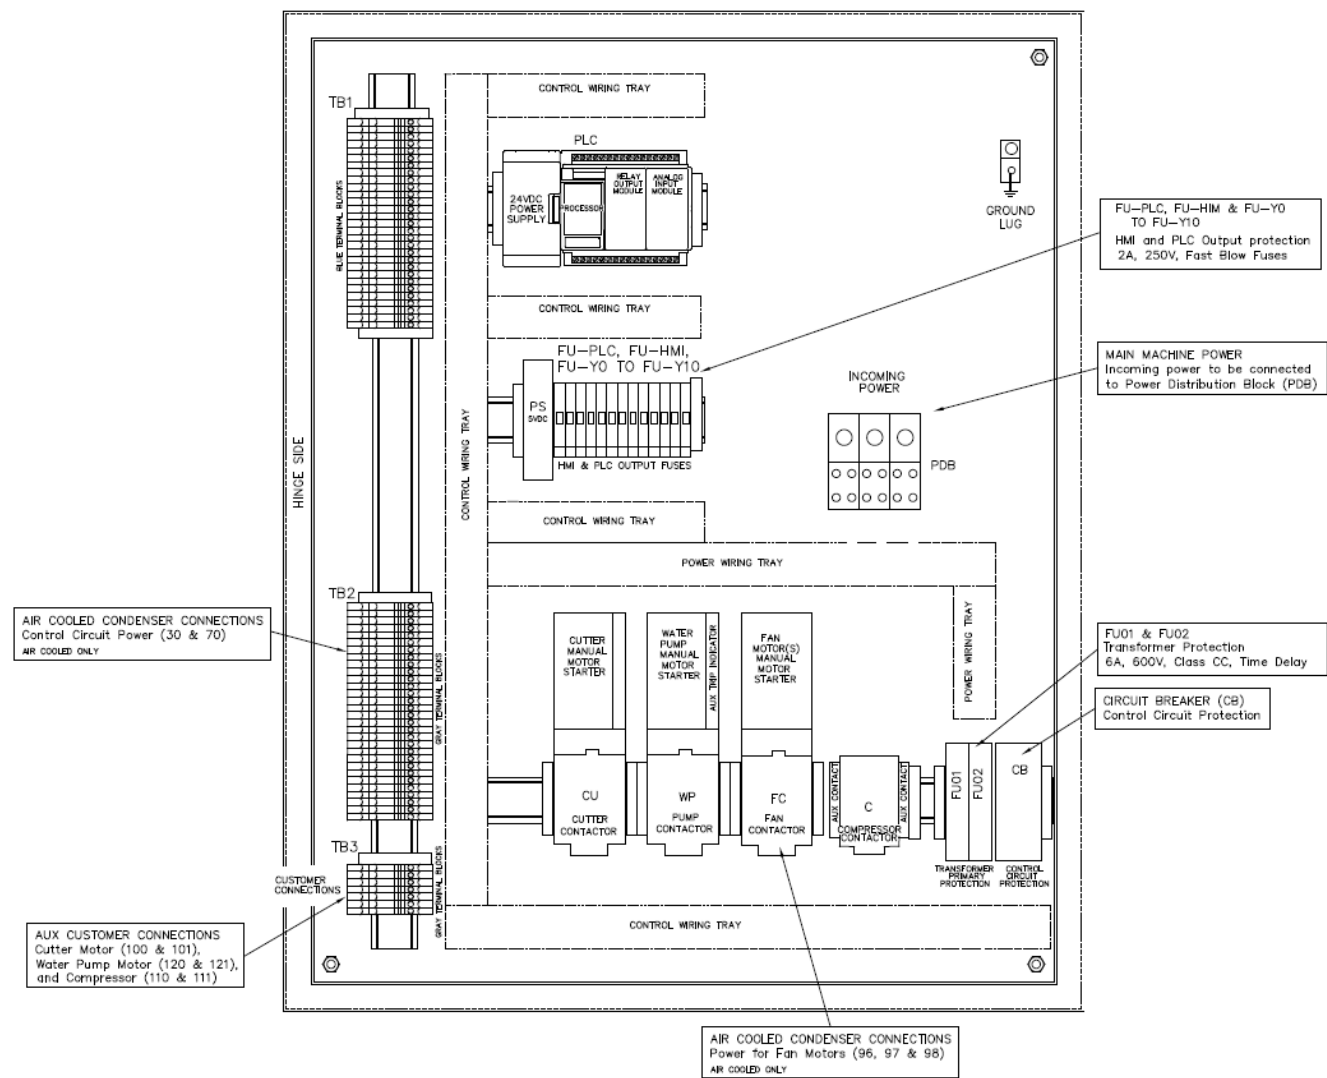 CONTROL WIRING TRAY
TB1
BLUE TERMINAL BLOCKS
PLC
24VDC
POWER
SUPPLY
PROCESSOR
RELAY
OUTPUT
MODULE
ANALOG
INPUT
MODULE
GROUND
LUG
FU-PLC, FU-HIM & FU-Y0
TO FU-Y10
HMI and PLC Output protection
2A, 250V, Fast Blow Fuses
CONTROL WIRING TRAY
FU-PLC, FU-HMI,
FU-Y0 TO FU-Y10
PS
5VDC
HMI & PLC OUTPUT FUSES
INCOMING
POWER
PDB
MAIN MACHINE POWER
Incoming power to be connected
to Power Distribution Block (PDB)
HINGE SIDE
CONTROL WIRING TRAY
CONTROL WIRING TRAY
POWER WIRING TRAY
POWER WIRING TRAY
TB2
GRAY TERMINAL BLOCKS
AIR COOLED CONDENSER CONNECTIONS
Control Circuit Power (30 & 70)
AIR COOLED ONLY
CUTTER
MANUAL
MOTOR
STARTER
WATER
PUMP
MANUAL
MOTOR
STARTER
AUX TRIP INDICATOR
FAN
MOTOR(S)
MANUAL
MOTOR
STARTER
FU01 & FU02
Transformer Protection
6A, 600V, Class CC, Time Delay
CIRCUIT BREAKER (CB)
Control Circuit Protection
CU
CUTTER
CONTACTOR
WP
PUMP
CONTACTOR
FC
FAN
CONTACTOR
AUX CONTACT
C
COMPRESSOR
CONTACTOR
AUX CONTACT
FU01
FU02
CB
TRANSFORMER
PRIMARY
PROTECTION
CONTROL
CIRCUIT
PROTECTION
TB3
GRAY TERMINAL BLOCKS
CUSTOMER
CONNECTIONS
CONTROL WIRING TRAY
AUX CUSTOMER CONNECTIONS
Cutter Motor (100 & 101),
Water Pump Motor (120 & 121),
and Compressor (110 & 111)
AIR COOLED CONDENSER CONNECTIONS
Power for Fan Motors (96, 97 & 98)
AIR COOLED ONLY